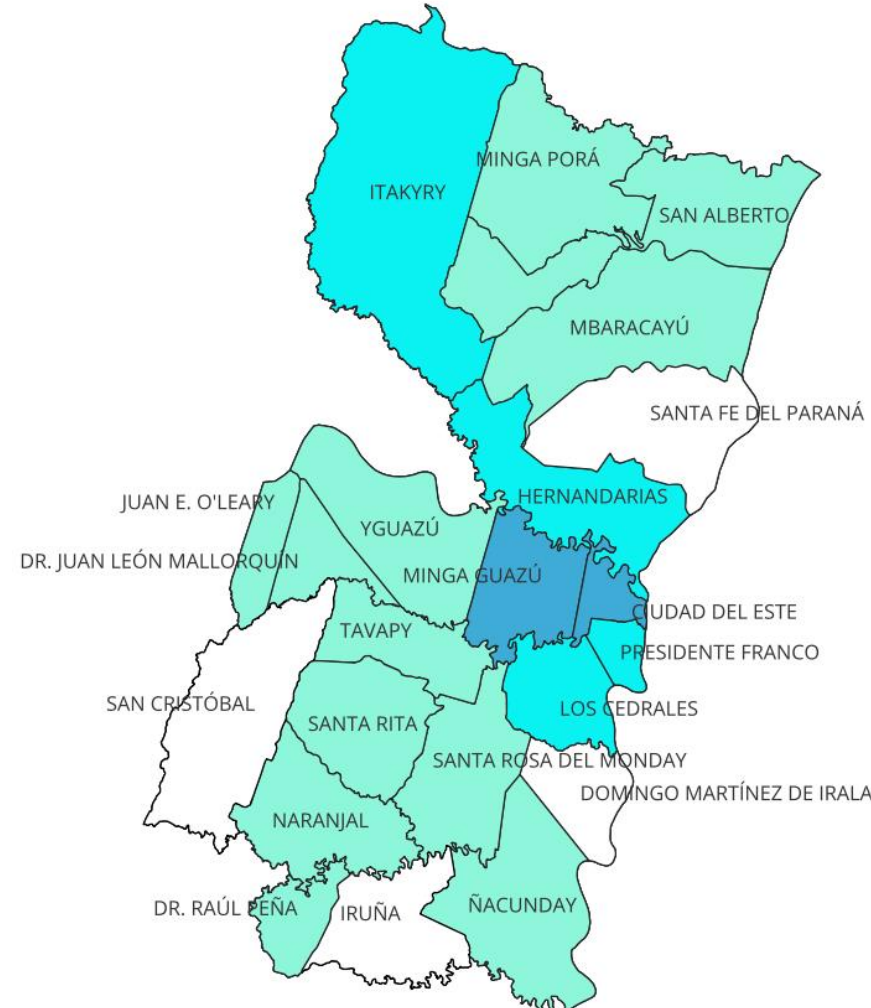 MINGA PORÁ
ITAKYRY
SAN ALBERTO
MBARACAYÚ
SANTA FE DEL PARANÁ
HERNANDARIAS
JUAN E. O'LEARY
YGUAZÚ
DR. JUAN LEÓN MALLORQUÍN
MINGA GUAZÚ
CIUDAD DEL ESTE
TAVAPY
PRESIDENTE FRANCO
SAN CRISTÓBAL
LOS CEDRALES
SANTA RITA
SANTA ROSA DEL MONDAY
DOMINGO MARTÍNEZ DE IRALA
NARANJAL
DR. RAÚL PEÑA
IRUÑA
ÑACUNDAY